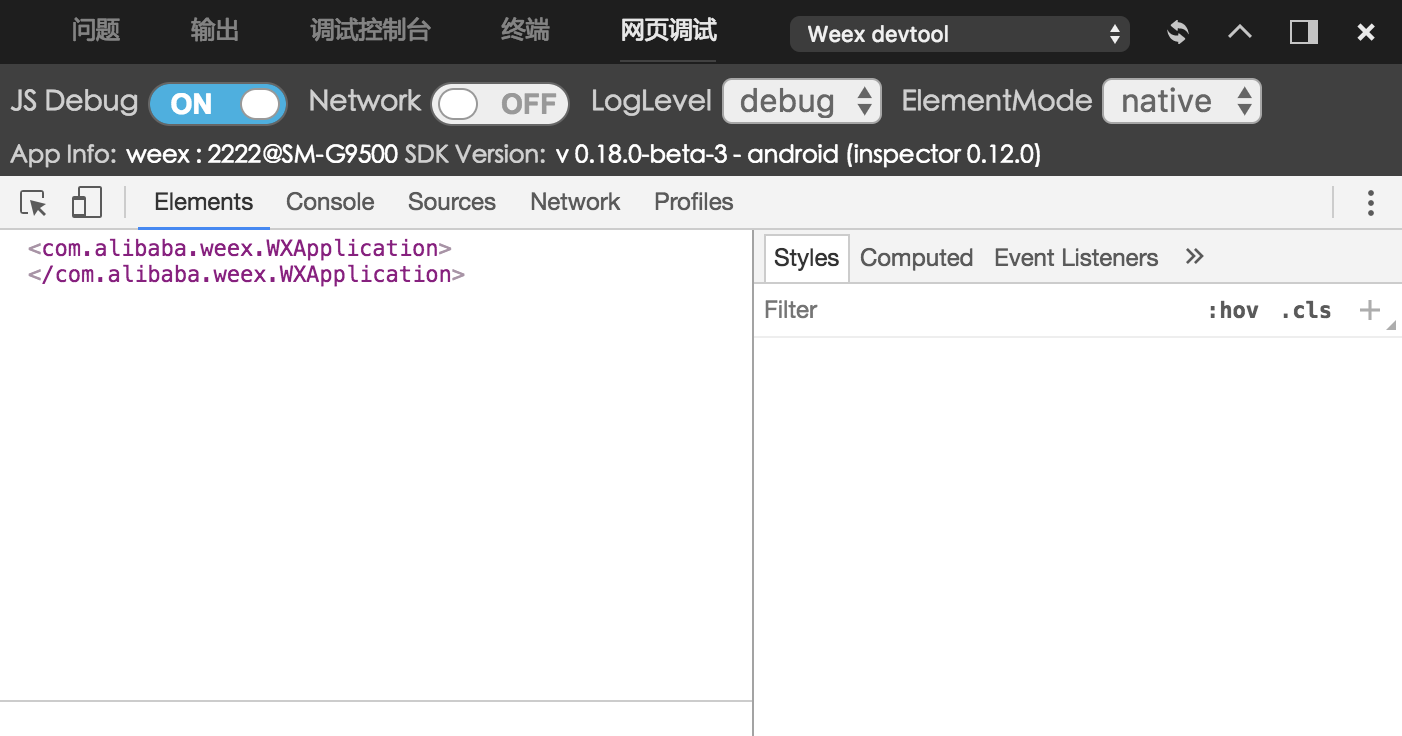 问题 输出 调试控制台 终端 网页调试 Weex devtool
JS Debug ON Network OFF LogLevel debug ElementMode native
App Info: weex : 2222@SM-G9500 SDK Version: v 0.18.0-beta-3 - android (inspector 0.12.0)
Elements Console Sources Network Profiles
<com.alibaba.weex.WXApplication>
</com.alibaba.weex.WXApplication>
Styles Computed Event Listeners »
Filter :hov .cls +